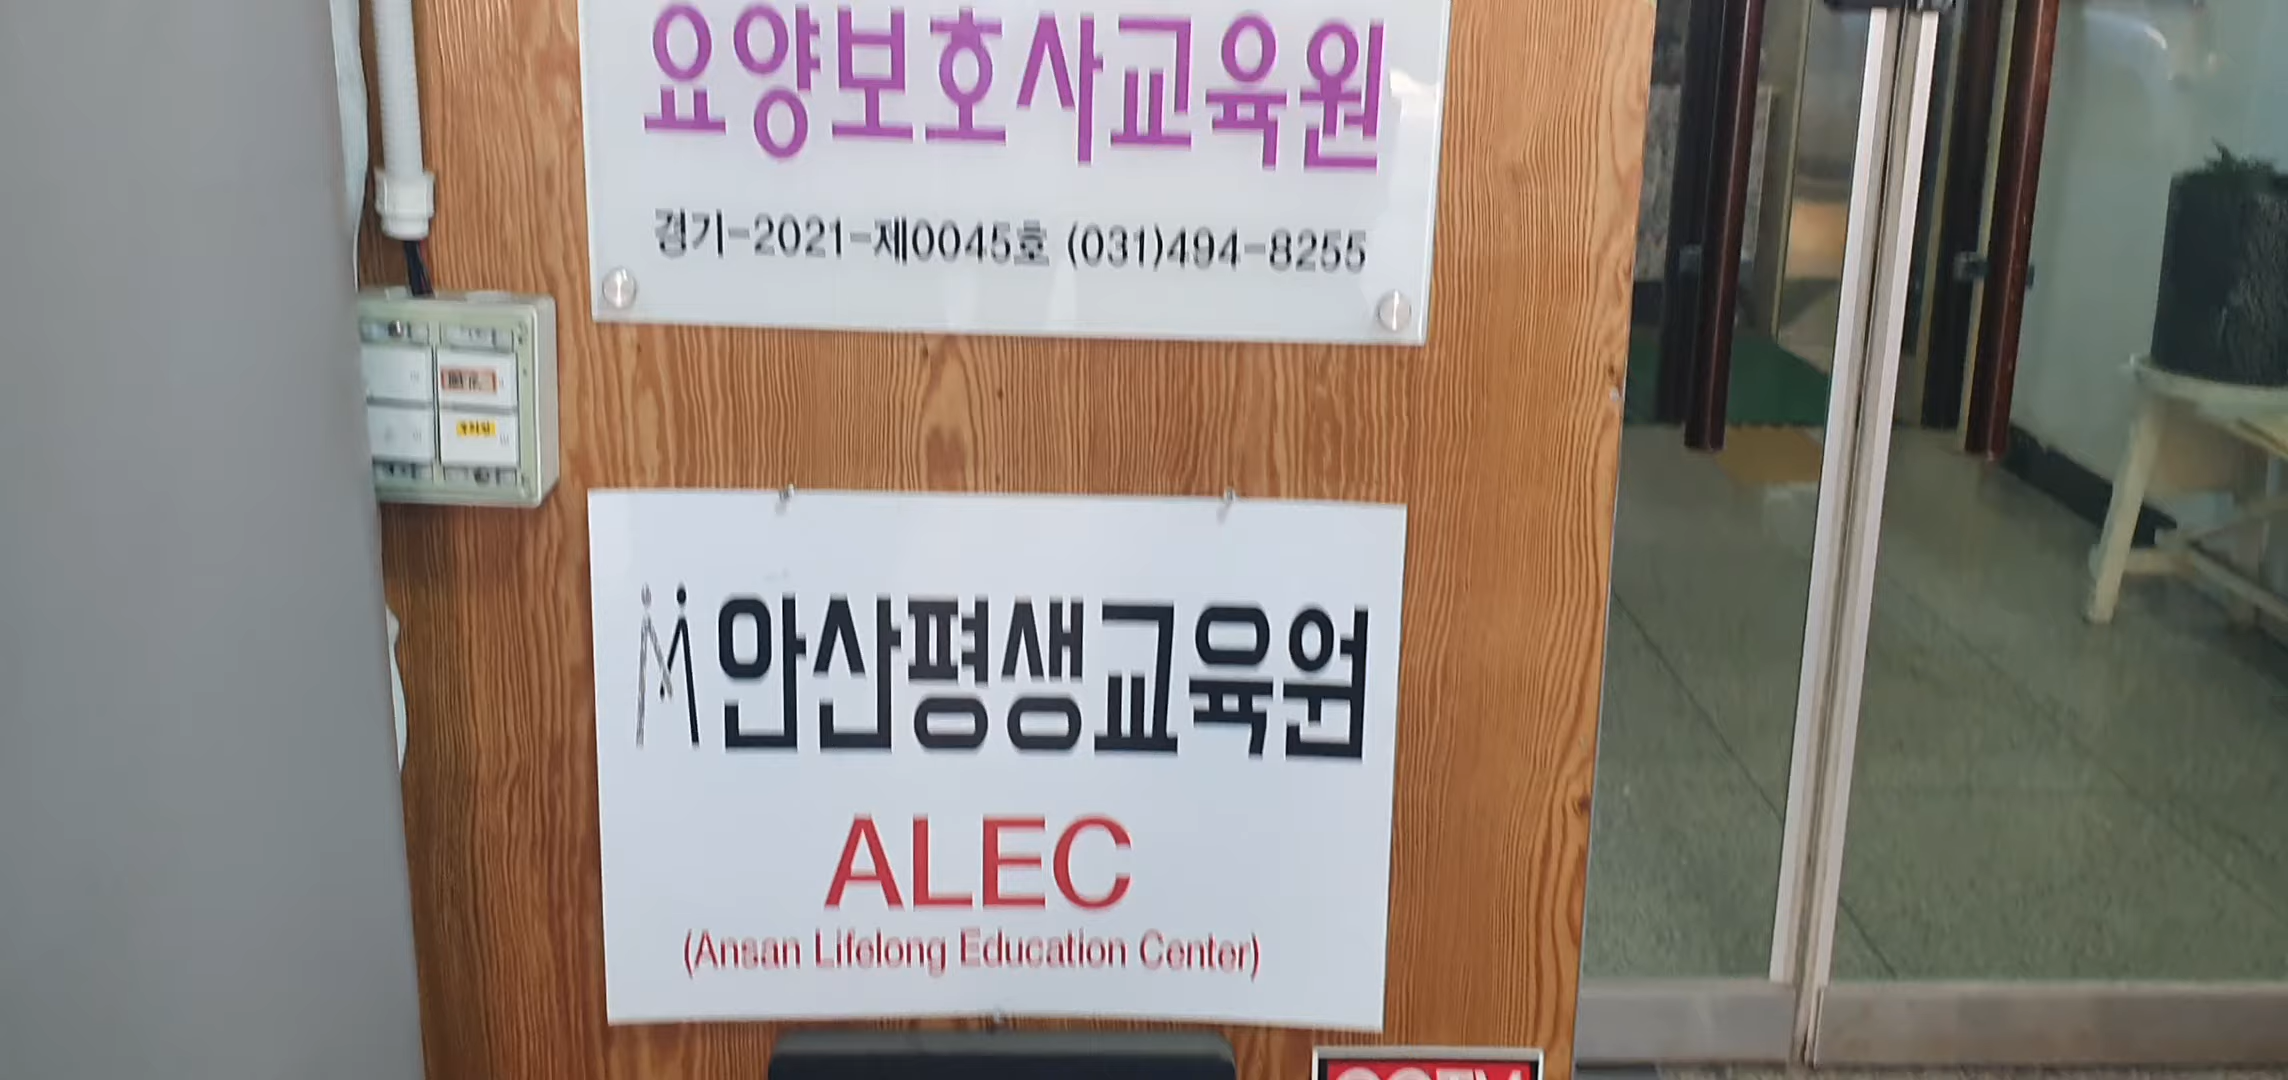 요양보호사교육원
경기-2021-제0045호 (031)494-8255
안산평생교육원
ALEC
(Ansan Lifelong Education Center)
CCTV